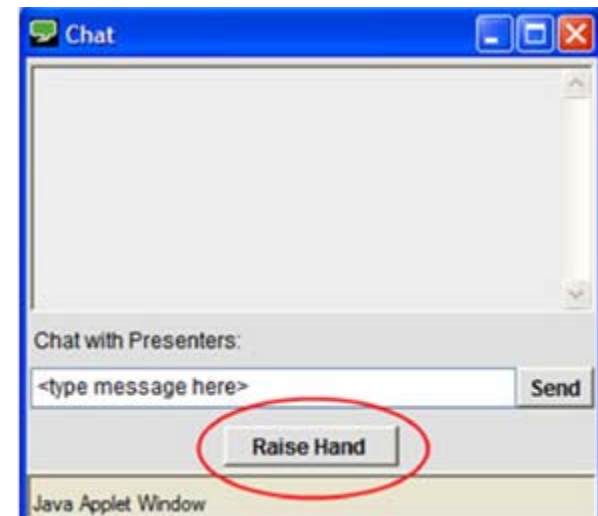 Chat
Chat with Presenters:
<type message here>
Send
Raise Hand
Java Applet Window